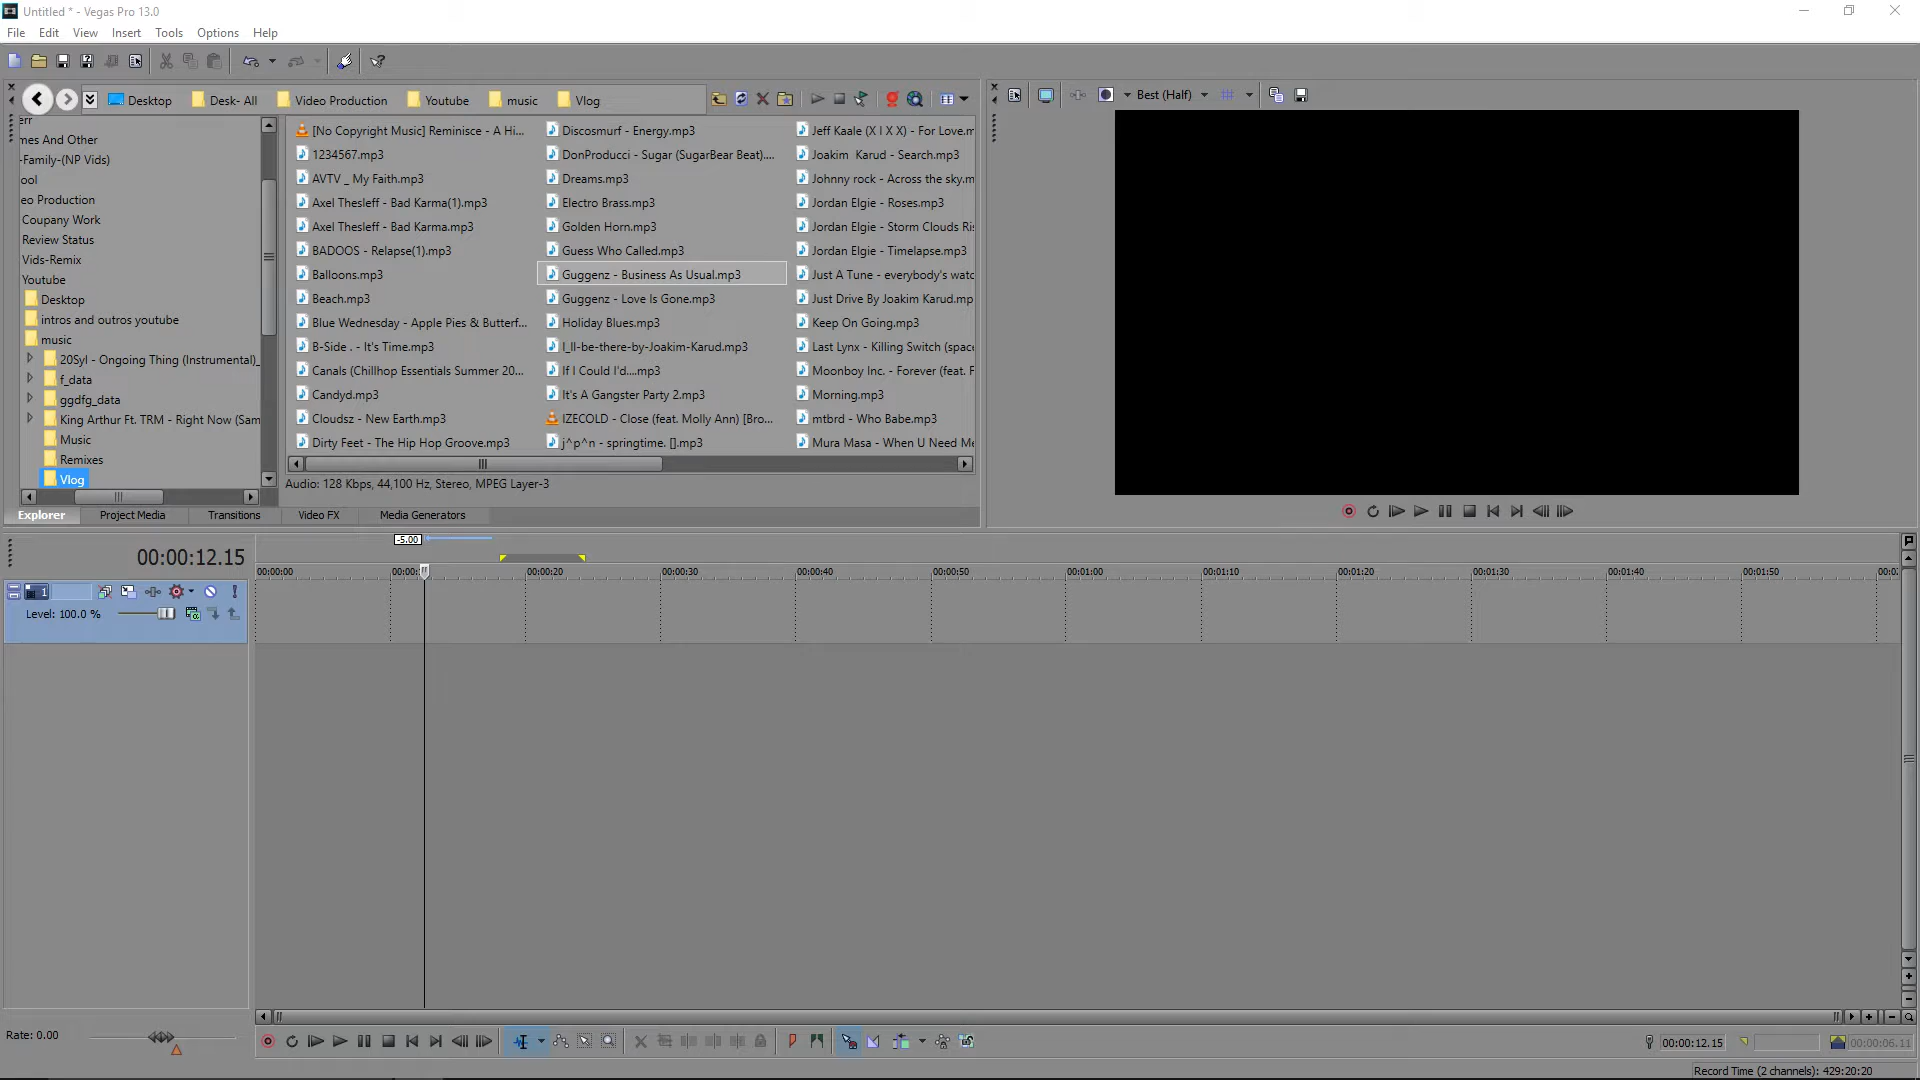 Untitled * - Vegas Pro 13.0
File Edit View Insert Tools Options Help
Desktop Desk- All Video Production Youtube music Vlog
Best (Half)
mes And Other
-Family-(NP Vids)
ool
eo Production
Coupany Work
Review Status
Vids-Remix
Youtube
Desktop
intros and outros youtube
music
20Syl - Ongoing Thing (Instrumental)_
f_data
ggdfg_data
King Arthur Ft. TRM - Right Now (Sam
Music
Remixes
Vlog
[No Copyright Music] Reminisce - A Hi...
1234567.mp3
AVTV _ My Faith.mp3
Axel Thesleff - Bad Karma(1).mp3
Axel Thesleff - Bad Karma.mp3
BADOOS - Relapse(1).mp3
Balloons.mp3
Beach.mp3
Blue Wednesday - Apple Pies & Butterf...
B-Side . - It's Time.mp3
Canals (Chillhop Essentials Summer 20...
Candyd.mp3
Cloudsz - New Earth.mp3
Dirty Feet - The Hip Hop Groove.mp3
Discosmurf - Energy.mp3
DonProducci - Sugar (SugarBear Beat)....
Dreams.mp3
Electro Brass.mp3
Golden Horn.mp3
Guess Who Called.mp3
Guggenz - Business As Usual.mp3
Guggenz - Love Is Gone.mp3
Holiday Blues.mp3
I_ll-be-there-by-Joakim-Karud.mp3
If I Could I'd....mp3
It's A Gangster Party 2.mp3
IZECOLD - Close (feat. Molly Ann) [Bro...
j^p^n - springtime. [].mp3
Jeff Kaale (X I X X) - For Love.m
Joakim  Karud - Search.mp3
Johnny rock - Across the sky.m
Jordan Elgie - Roses.mp3
Jordan Elgie - Storm Clouds Ri
Jordan Elgie - Timelapse.mp3
Just A Tune - everybody's watc
Just Drive By Joakim Karud.mp
Keep On Going.mp3
Last Lynx - Killing Switch (spac
Moonboy Inc. - Forever (feat. F
Morning.mp3
mtbrd - Who Babe.mp3
Mura Masa - When U Need Me
Audio: 128 Kbps, 44,100 Hz, Stereo, MPEG Layer-3
Explorer Project Media Transitions Video FX Media Generators
-5.00
00:00:12.15
00:00:00 00:00: 00:00:20 00:00:30 00:00:40 00:00:50 00:01:00 00:01:10 00:01:20 00:01:30 00:01:40 00:01:50 00:0
1
Level: 100.0 %
Rate: 0.00
00:00:12.15 00:00:06.11
Record Time (2 channels): 429:20:20